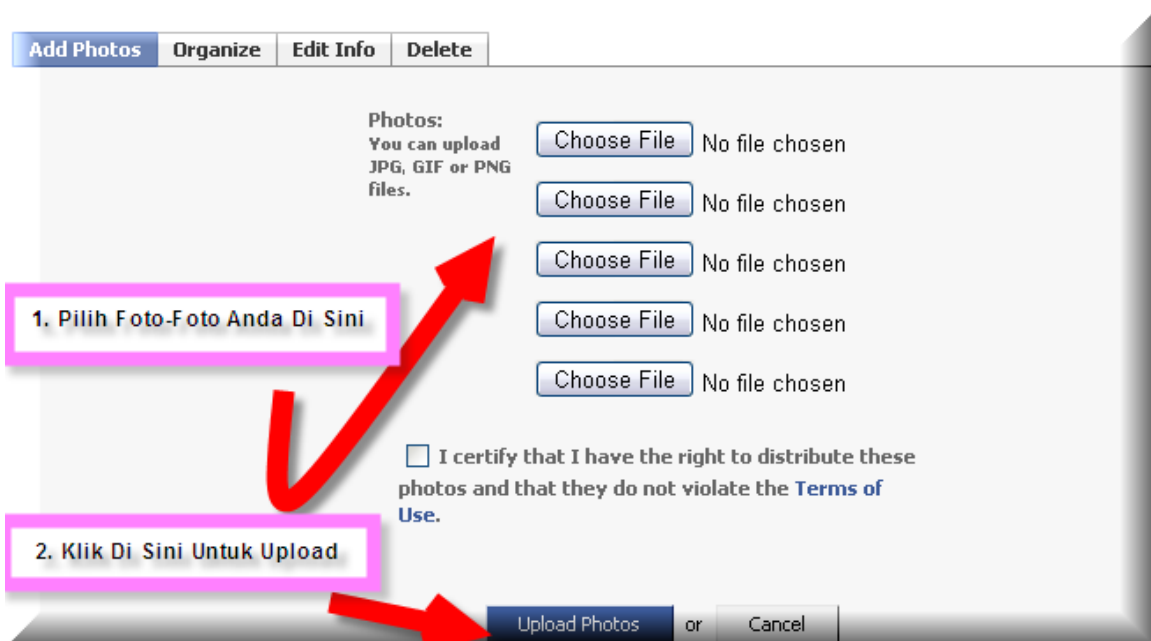 Add Photos Organize Edit Info Delete
Photos:
You can upload
JPG, GIF or PNG
files.
Choose File No file chosen
Choose File No file chosen
Choose File No file chosen
Choose File No file chosen
Choose File No file chosen
1. Pilih Foto-Foto Anda Di Sini
I certify that I have the right to distribute these
photos and that they do not violate the Terms of
Use.
2. Klik Di Sini Untuk Upload
Upload Photos or Cancel